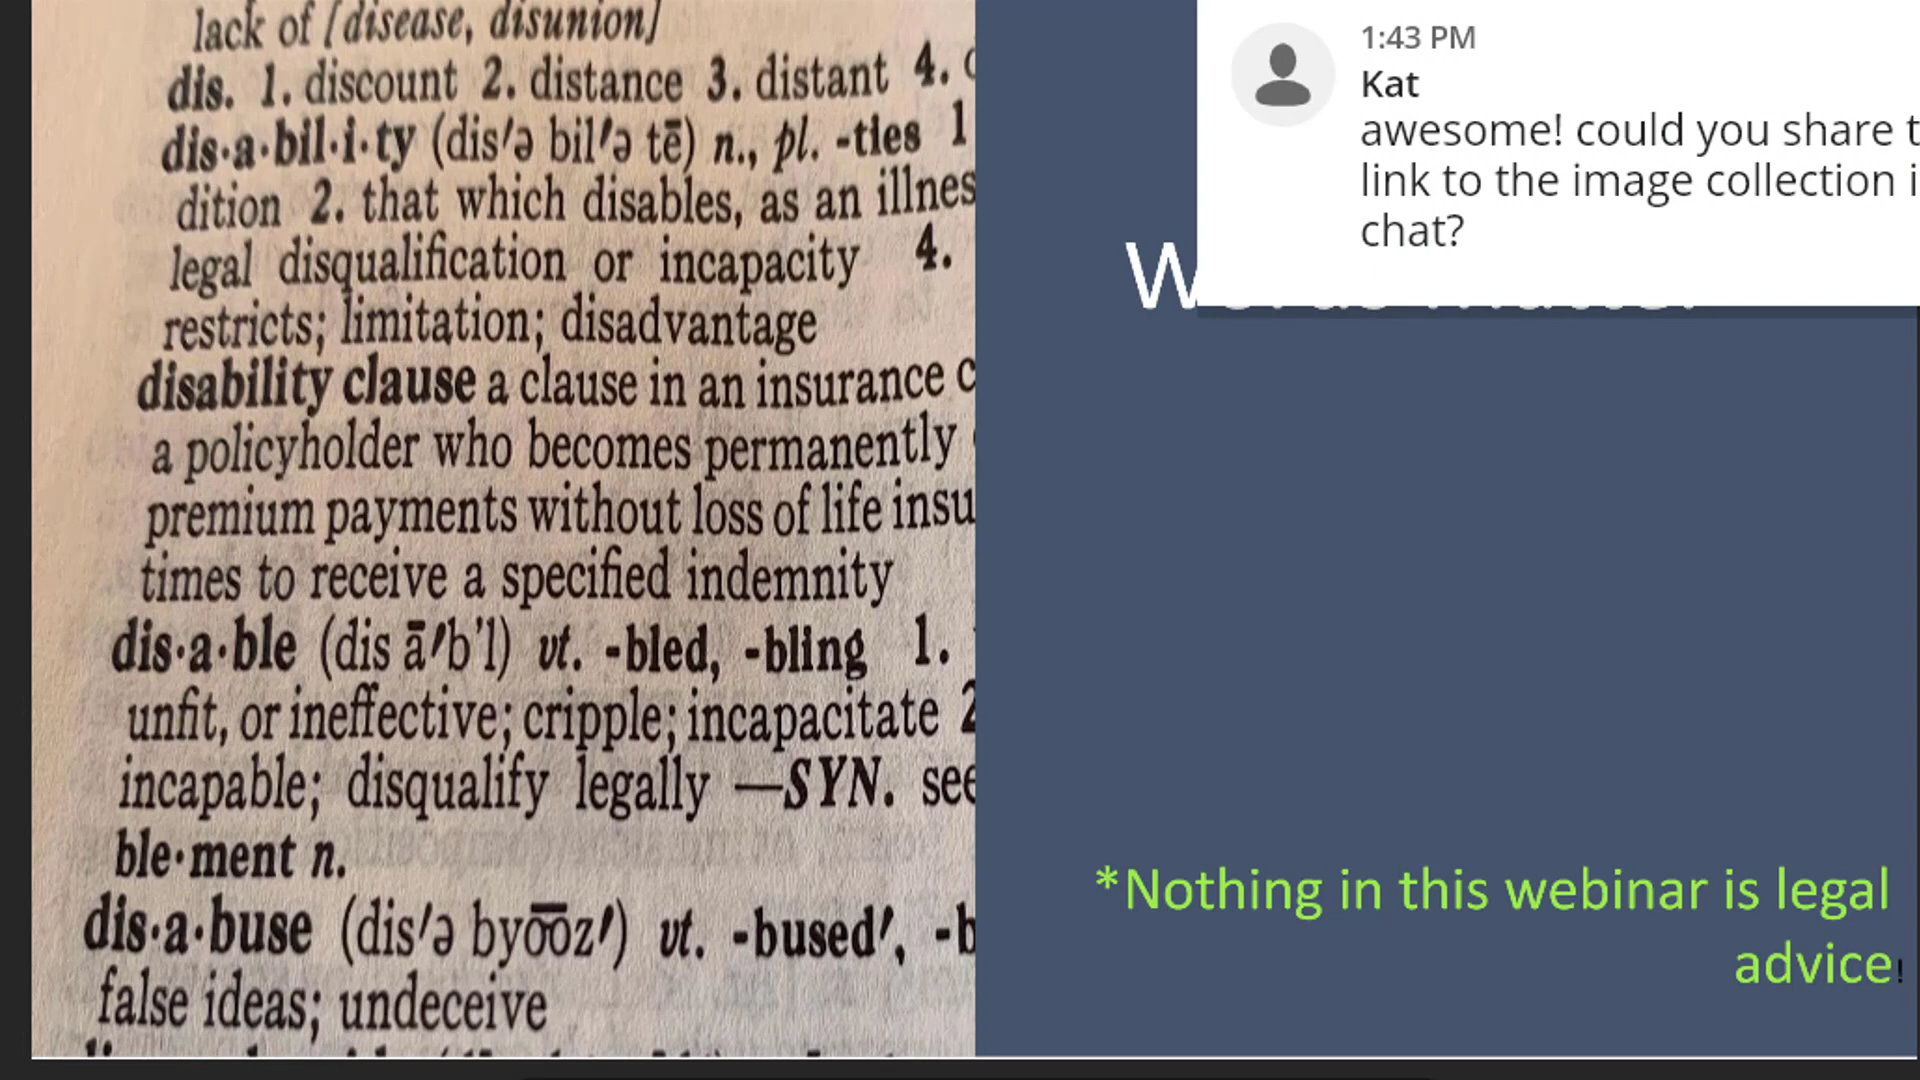 lack of [disease, disunion]
dis. 1. discount 2. distance 3. distant 4.
dis·a·bil·i·ty (dis′ə bil′ə tē) n., pl. -ties 1
dition 2. that which disables, as an illnes
legal disqualification or incapacity 4.
restricts; limitation; disadvantage
disability clause a clause in an insurance c
a policyholder who becomes permanently
premium payments without loss of life insu
times to receive a specified indemnity
dis·a·ble (dis ā′b'l) vt. -bled, -bling 1.
unfit, or ineffective; cripple; incapacitate 2
incapable; disqualify legally —SYN. see
ble·ment n.
dis·a·buse (dis′ə byo͞oz′) vt. -bused′, -b
false ideas; undeceive
1:43 PM
Kat
awesome! could you share t
link to the image collection i
chat?
*Nothing in this webinar is legal
advice!